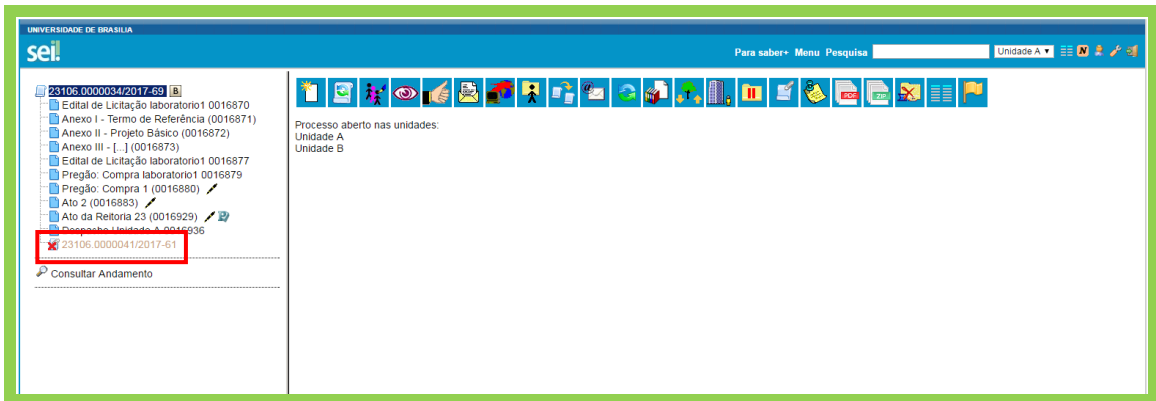 UNIVERSIDADE DE BRASILIA
sei!
Para saber+ Menu Pesquisa Unidade A N
23106.0000034/2017-69 B
Edital de Licitação laboratorio1 0016870
Anexo I - Termo de Referência (0016871)
Anexo II - Projeto Básico (0016872)
Anexo III - [...] (0016873)
Edital de Licitação laboratorio1 0016877
Pregão: Compra laboratorio1 0016879
Pregão: Compra 1 (0016880)
Ato 2 (0016883)
Ato da Reitoria 23 (0016929)
Despacho Unidade A 0016936
23106.0000041/2017-61
Consultar Andamento
PDF
ZIP
Processo aberto nas unidades:
Unidade A
Unidade B